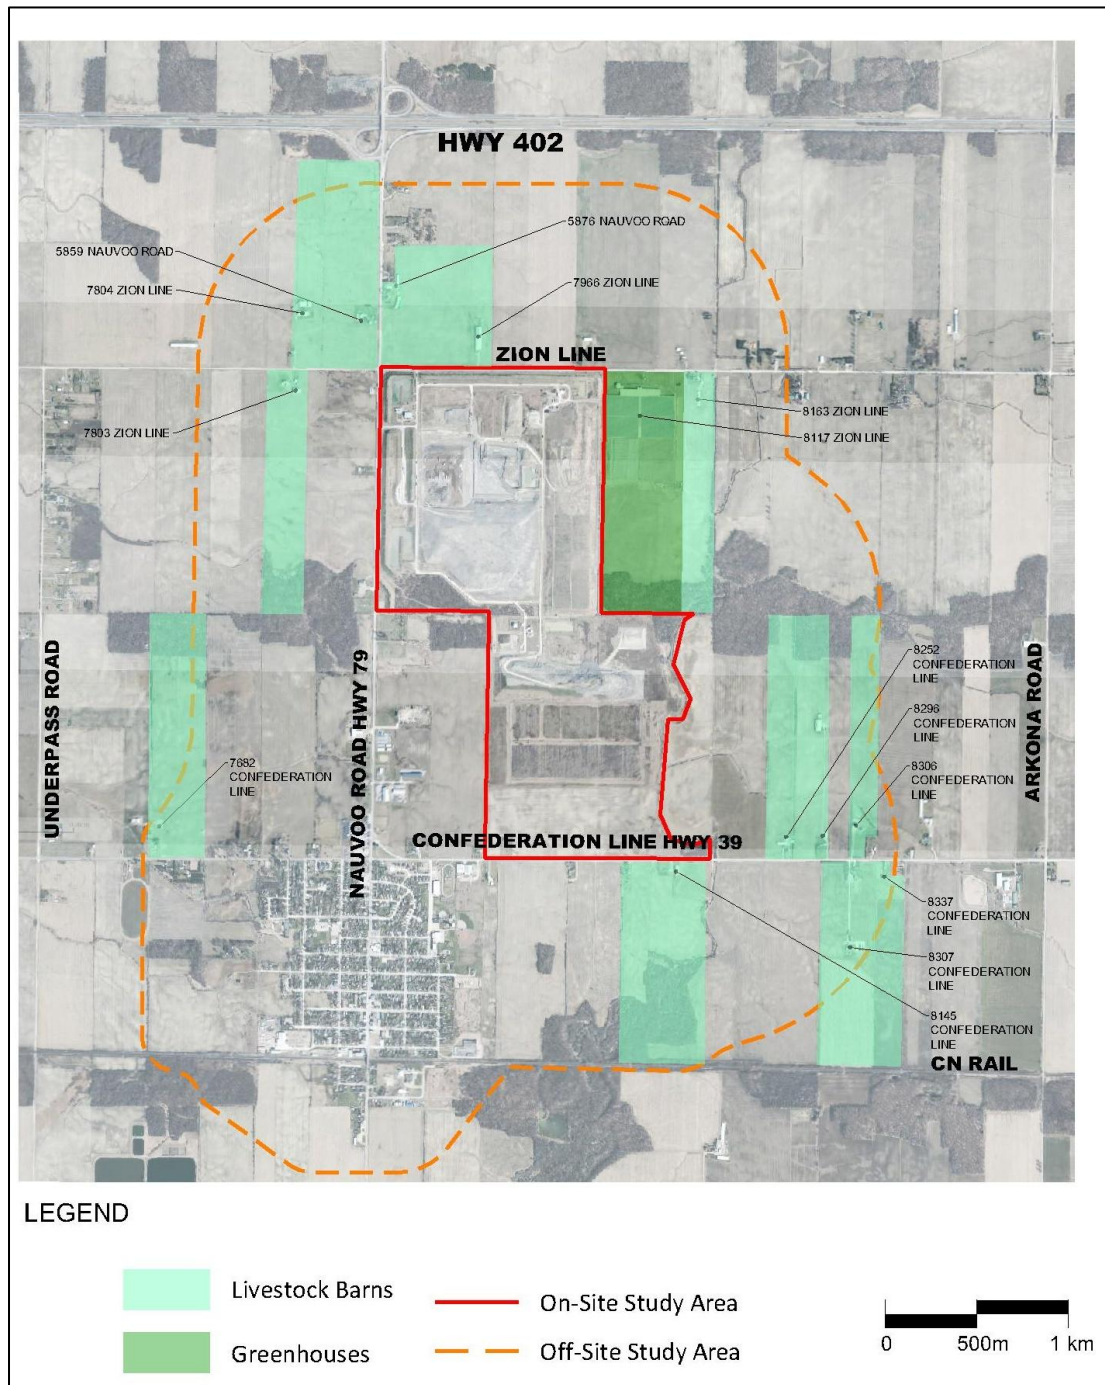 HWY 402
5876 NAUVOO ROAD
5859 NAUVOO ROAD
7804 ZION LINE
7966 ZION LINE
ZION LINE
8163 ZION LINE
7803 ZION LINE
8117 ZION LINE
UNDERPASS ROAD
NAUVOO ROAD HWY 79
ARKONA ROAD
8252
CONFEDERATION
LINE
8296
CONFEDERATION
LINE
7682
CONFEDERATION
LINE
8306
CONFEDERATION
LINE
CONFEDERATION LINE HWY 39
8337
CONFEDERATION
LINE
8307
CONFEDERATION
LINE
8145
CONFEDERATION
LINE
CN RAIL
LEGEND
Livestock Barns
On-Site Study Area
Greenhouses
Off-Site Study Area
0 500m 1 km